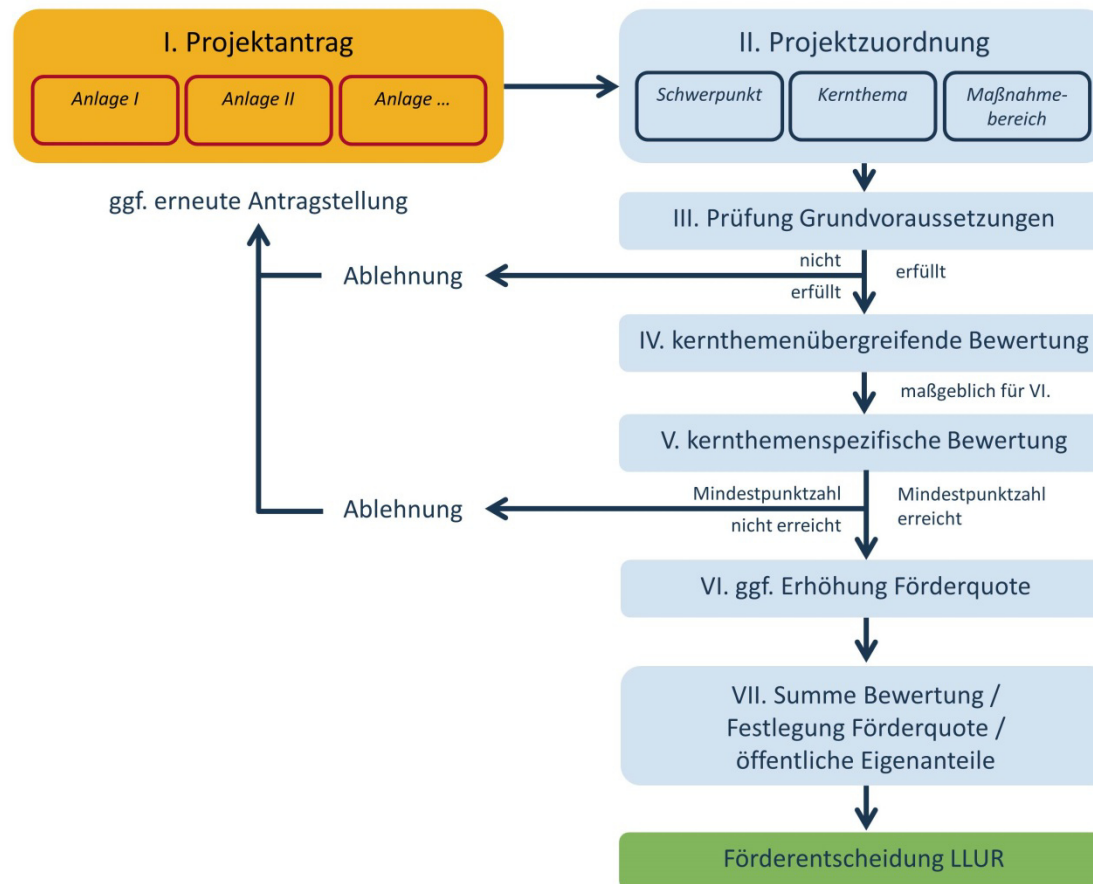 I. Projektantrag
Anlage I
Anlage II
Anlage ...
II. Projektzuordnung
Schwerpunkt
Kernthema
Maßnahme-
bereich
ggf. erneute Antragstellung
III. Prüfung Grundvoraussetzungen
nicht
erfüllt
erfüllt
Ablehnung
IV. kernthemenübergreifende Bewertung
maßgeblich für VI.
V. kernthemenspezifische Bewertung
Mindestpunktzahl
nicht erreicht
Mindestpunktzahl
erreicht
Ablehnung
VI. ggf. Erhöhung Förderquote
VII. Summe Bewertung /
Festlegung Förderquote /
öffentliche Eigenanteile
Förderentscheidung LLUR